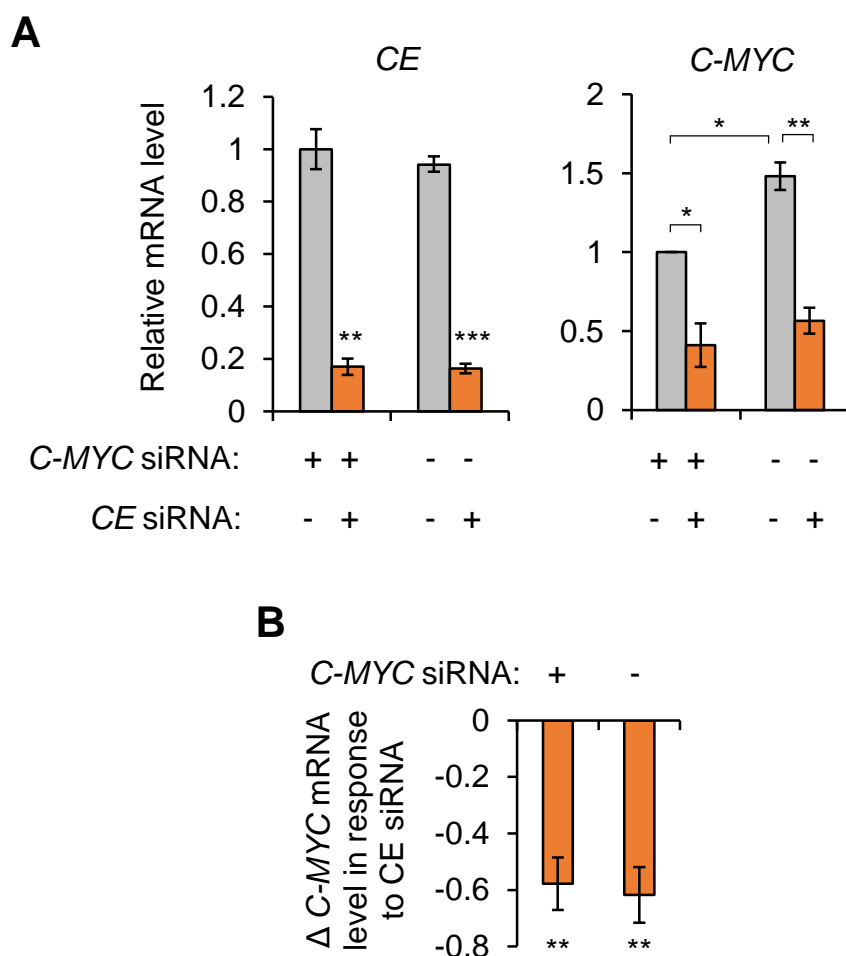 A
CE
C-MYC
Relative mRNA level
1.2
1
0.8
0.6
0.4
0.2
0
** ***
2
1.5
1
0.5
0
* **
*
C-MYC siRNA: + + - - + + - -
CE siRNA: - + - + - + - +
B
C-MYC siRNA: + -
Δ C-MYC mRNA
level in response
to CE siRNA
0
-0.2
-0.4
-0.6
-0.8
** **